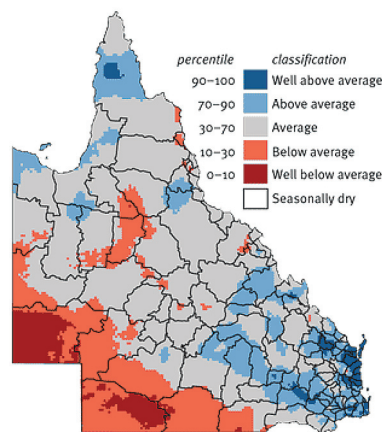 percentile classification
90–100 Well above average
70–90 Above average
30–70 Average
10–30 Below average
0–10 Well below average
Seasonally dry